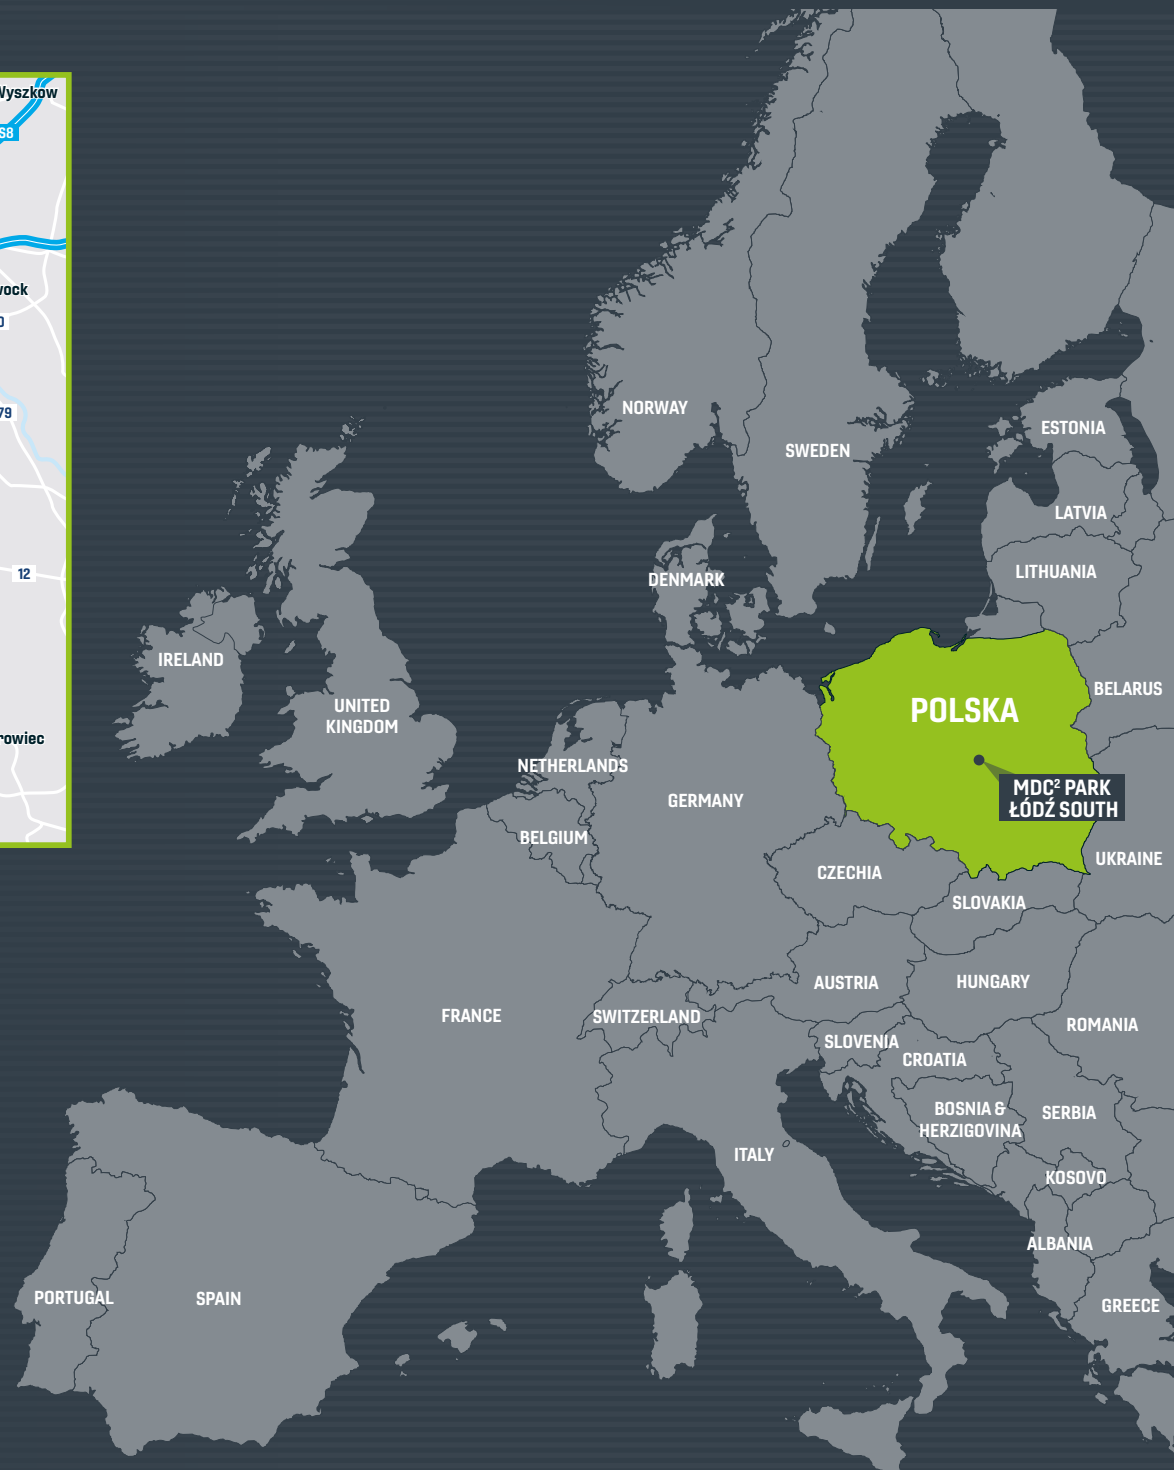 Wyszków
S8
79
12
NORWAY
SWEDEN
ESTONIA
LATVIA
LITHUANIA
DENMARK
IRELAND
UNITED
KINGDOM
BELARUS
POLSKA
NETHERLANDS
GERMANY
MDC² PARK
ŁÓDŹ SOUTH
BELGIUM
UKRAINE
CZECHIA
SLOVAKIA
AUSTRIA
HUNGARY
FRANCE
SWITZERLAND
ROMANIA
SLOVENIA
CROATIA
BOSNIA &
HERZIGOVINA
SERBIA
ITALY
KOSOVO
ALBANIA
PORTUGAL
SPAIN
GREECE